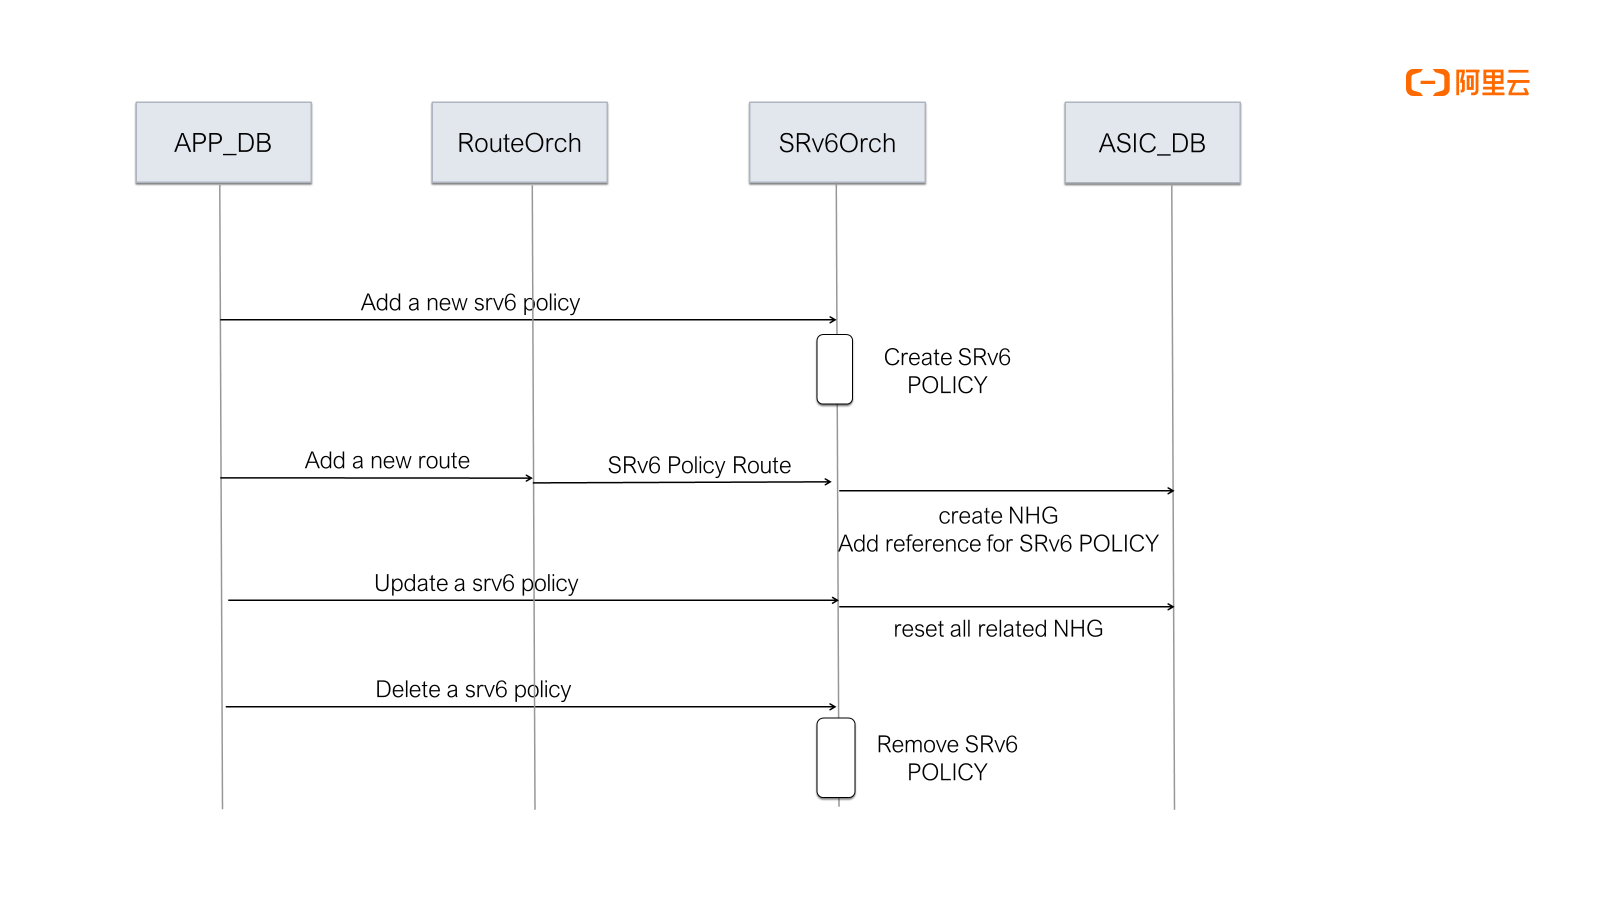 阿里云
APP_DB
RouteOrch
SRv6Orch
ASIC_DB
Add a new srv6 policy
Create SRv6
POLICY
Add a new route
SRv6 Policy Route
create NHG
Add reference for SRv6 POLICY
Update a srv6 policy
reset all related NHG
Delete a srv6 policy
Remove SRv6
POLICY